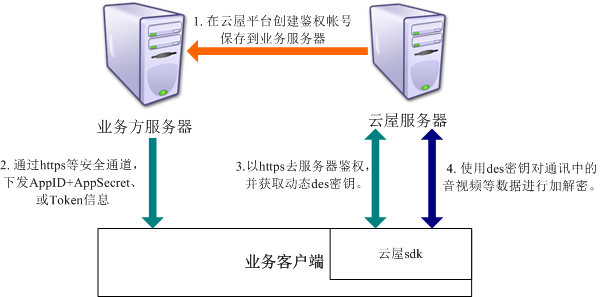 1. 在云屋平台创建鉴权帐号
保存到业务服务器
业务方服务器
云屋服务器
2. 通过https等安全通道，
下发AppID+AppSecret、
或Token信息
3.以https去服务器鉴权，
并获取动态des密钥。
4. 使用des密钥对通讯中的
音视频等数据进行加解密。
业务客户端
云屋sdk